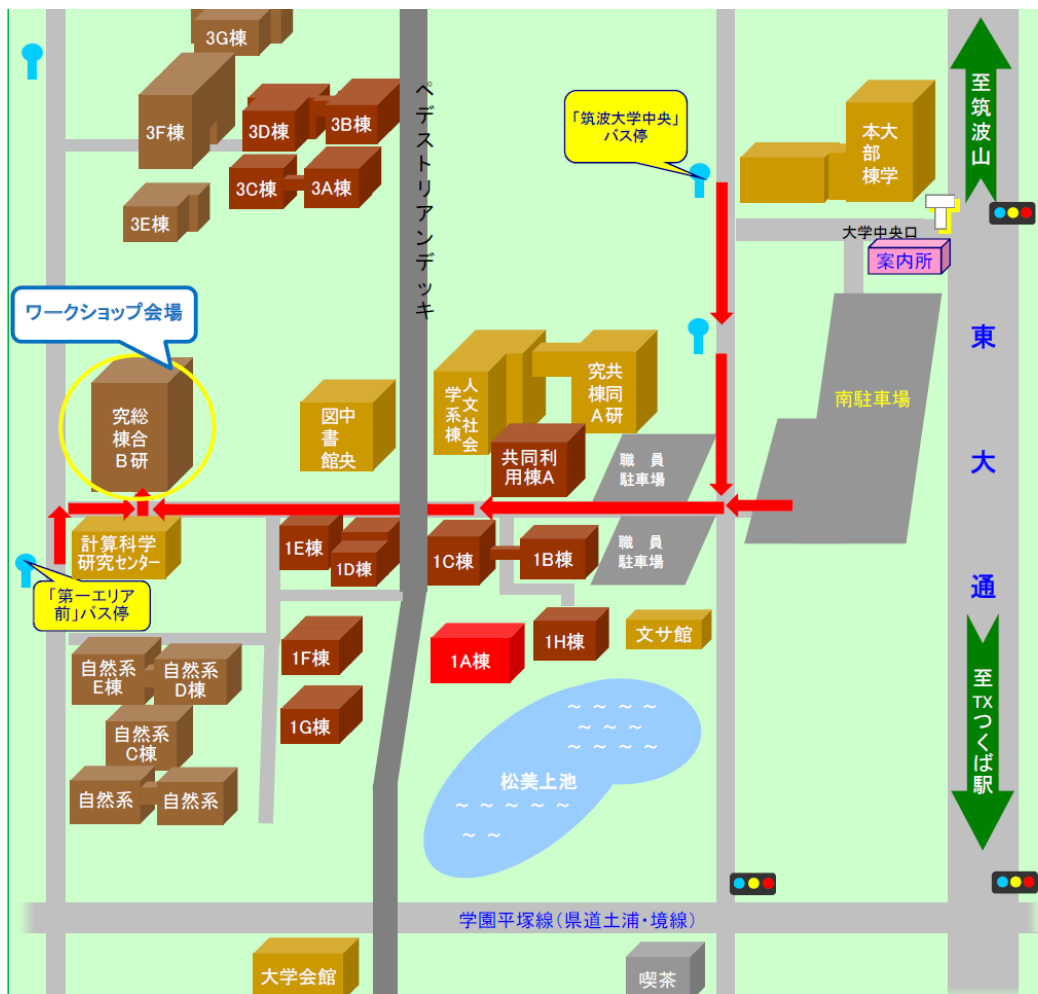 3G棟
3F棟
3D棟
3B棟
3C棟
3A棟
3E棟
ペデストリアンデッキ
「筑波大学中央」
バス停
大学
本部棟
至筑波山
大学中央口
案内所
ワークショップ会場
総合
研究棟
B
中央
図書館
人文社会
学系棟
共同研
究棟A
共同利
用棟A
職員
駐車場
職員
駐車場
南駐車場
東大通
計算科学
研究センター
「第一エリア
前」バス停
1E棟
1D棟
1C棟
1B棟
1F棟
1G棟
1A棟
1H棟
文サ館
自然系
E棟
自然系
D棟
自然系
C棟
自然系
自然系
松美上池
~ ~ ~ ~
~ ~ ~
~ ~ ~ ~
~ ~ ~ ~ ~
~ ~
至TXつくば駅
学園平塚線(県道土浦・境線)
大学会館
喫茶